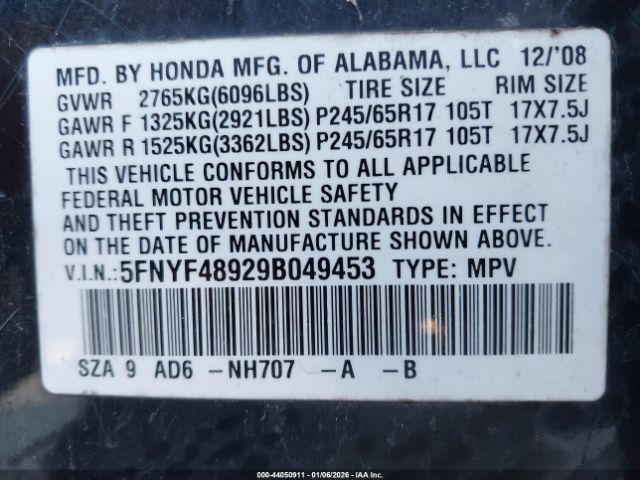 MFD. BY HONDA MFG. OF ALABAMA, LLC 12/'08
GVWR 2765KG(6096LBS) TIRE SIZE RIM SIZE
GAWR F 1325KG(2921LBS) P245/65R17 105T 17X7.5J
GAWR R 1525KG(3362LBS) P245/65R17 105T 17X7.5J
THIS VEHICLE CONFORMS TO ALL APPLICABLE
FEDERAL MOTOR VEHICLE SAFETY
AND THEFT PREVENTION STANDARDS IN EFFECT
ON THE DATE OF MANUFACTURE SHOWN ABOVE.
V.I.N.:5FNYF48929B049453 TYPE: MPV
SZA 9 AD6 -NH707 -A -B
000-44050911 - 01/06/2026 - IAAI.com